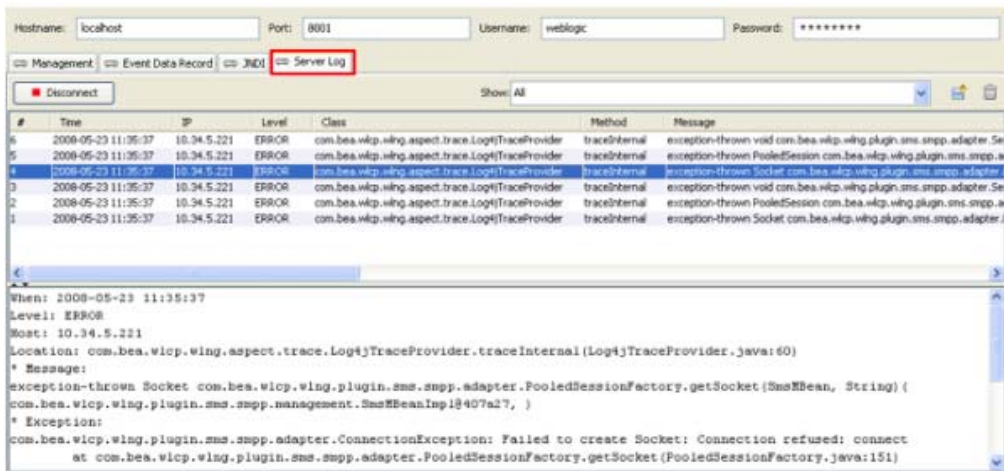 Hostname: localhost Port: 8001 Username: weblogic Password: ********
Management Event Data Record JNDI Server Log
Disconnect Show: All
# Time IP Level Class Method Message
6 2008-05-23 11:35:37 10.34.5.221 ERROR com.bea.wlcp.wlng.aspect.trace.Log4jTraceProvider traceInternal exception-thrown void com.bea.wlcp.wlng.plugin.sms.smpp.adapter.Se
5 2008-05-23 11:35:37 10.34.5.221 ERROR com.bea.wlcp.wlng.aspect.trace.Log4jTraceProvider traceInternal exception-thrown PooledSession com.bea.wlcp.wlng.plugin.sms.smpp.a
4 2008-05-23 11:35:37 10.34.5.221 ERROR com.bea.wlcp.wlng.aspect.trace.Log4jTraceProvider traceInternal exception-thrown Socket com.bea.wlcp.wlng.plugin.sms.smpp.adapter.
3 2008-05-23 11:35:37 10.34.5.221 ERROR com.bea.wlcp.wlng.aspect.trace.Log4jTraceProvider traceInternal exception-thrown void com.bea.wlcp.wlng.plugin.sms.smpp.adapter.Se
2 2008-05-23 11:35:37 10.34.5.221 ERROR com.bea.wlcp.wlng.aspect.trace.Log4jTraceProvider traceInternal exception-thrown PooledSession com.bea.wlcp.wlng.plugin.sms.smpp.a
1 2008-05-23 11:35:37 10.34.5.221 ERROR com.bea.wlcp.wlng.aspect.trace.Log4jTraceProvider traceInternal exception-thrown Socket com.bea.wlcp.wlng.plugin.sms.smpp.adapter.
When: 2008-05-23 11:35:37
Level: ERROR
Host: 10.34.5.221
Location: com.bea.wlcp.wlng.aspect.trace.Log4jTraceProvider.traceInternal(Log4jTraceProvider.java:60)
* Message:
exception-thrown Socket com.bea.wlcp.wlng.plugin.sms.smpp.adapter.PooledSessionFactory.getSocket(SmsMBean, String)(
com.bea.wlcp.wlng.plugin.sms.smpp.management.SmsMBeanImpl@407a27, )
* Exception:
com.bea.wlcp.wlng.plugin.sms.smpp.adapter.ConnectionException: Failed to create Socket: Connection refused: connect
at com.bea.wlcp.wlng.plugin.sms.smpp.adapter.PooledSessionFactory.getSocket(PooledSessionFactory.java:151)